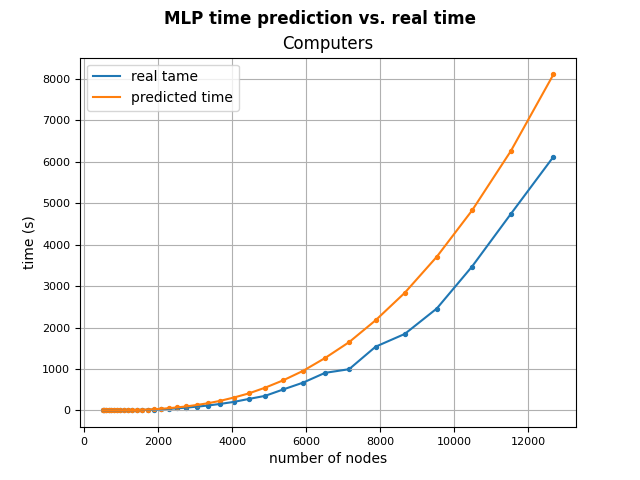 MLP time prediction vs. real time
Computers
real tame
predicted time
8000
7000
6000
5000
4000
3000
2000
1000
0
time (s)
0 2000 4000 6000 8000 10000 12000
number of nodes